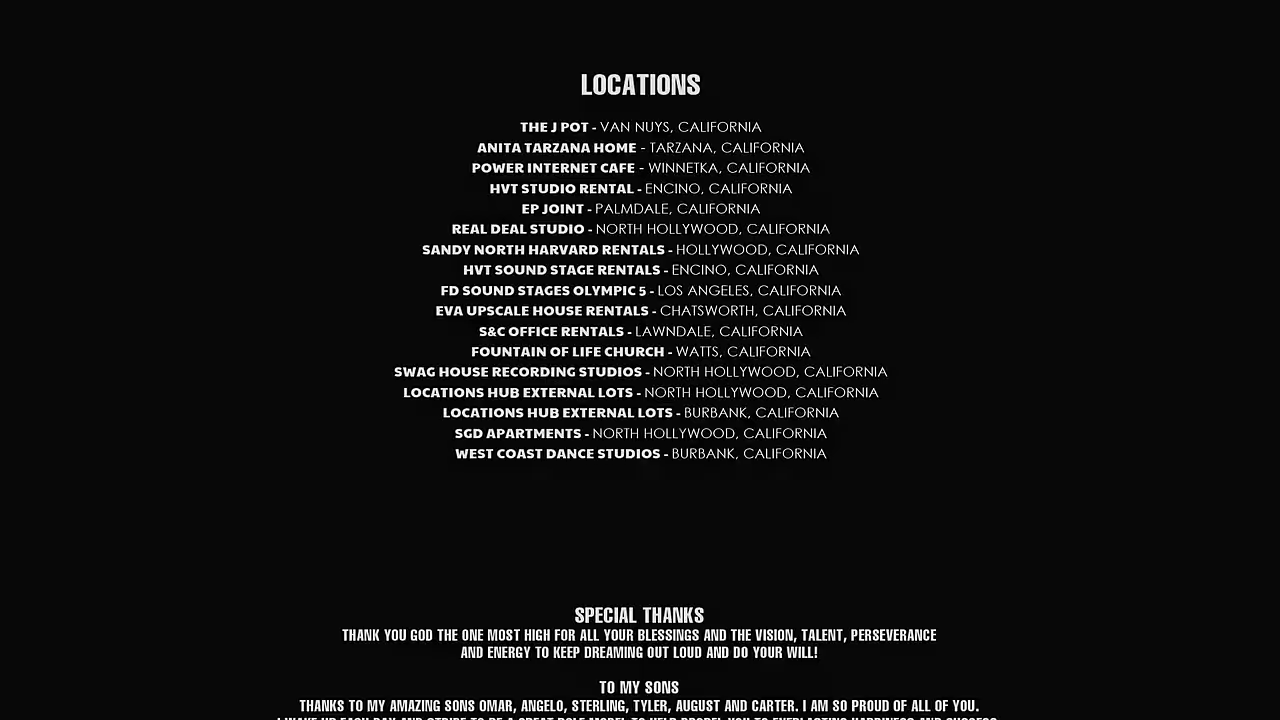 LOCATIONS
THE J POT - VAN NUYS, CALIFORNIA
ANITA TARZANA HOME - TARZANA, CALIFORNIA
POWER INTERNET CAFE - WINNETKA, CALIFORNIA
HVT STUDIO RENTAL - ENCINO, CALIFORNIA
EP JOINT - PALMDALE, CALIFORNIA
REAL DEAL STUDIO - NORTH HOLLYWOOD, CALIFORNIA
SANDY NORTH HARVARD RENTALS - HOLLYWOOD, CALIFORNIA
HVT SOUND STAGE RENTALS - ENCINO, CALIFORNIA
FD SOUND STAGES OLYMPIC 5 - LOS ANGELES, CALIFORNIA
EVA UPSCALE HOUSE RENTALS - CHATSWORTH, CALIFORNIA
S&C OFFICE RENTALS - LAWNDALE, CALIFORNIA
FOUNTAIN OF LIFE CHURCH - WATTS, CALIFORNIA
SWAG HOUSE RECORDING STUDIOS - NORTH HOLLYWOOD, CALIFORNIA
LOCATIONS HUB EXTERNAL LOTS - NORTH HOLLYWOOD, CALIFORNIA
LOCATIONS HUB EXTERNAL LOTS - BURBANK, CALIFORNIA
SGD APARTMENTS - NORTH HOLLYWOOD, CALIFORNIA
WEST COAST DANCE STUDIOS - BURBANK, CALIFORNIA
SPECIAL THANKS
THANK YOU GOD THE ONE MOST HIGH FOR ALL YOUR BLESSINGS AND THE VISION, TALENT, PERSEVERANCE
AND ENERGY TO KEEP DREAMING OUT LOUD AND DO YOUR WILL!
TO MY SONS
THANKS TO MY AMAZING SONS OMAR, ANGELO, STERLING, TYLER, AUGUST AND CARTER. I AM SO PROUD OF ALL OF YOU.